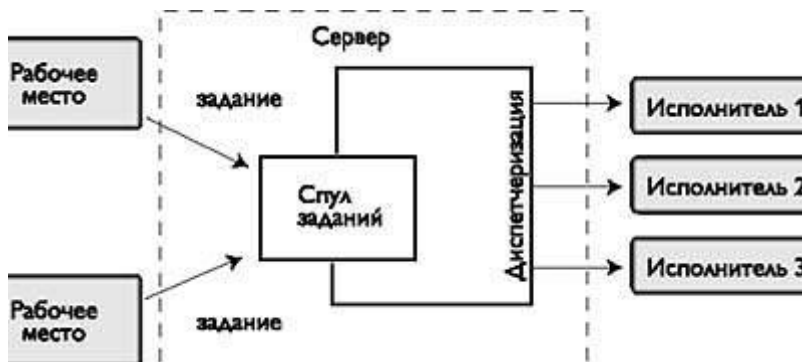 Сервер
Рабочее
место
задание
Диспетчеризация
Исполнитель 1
Спул
заданий
Исполнитель 2
Исполнитель 3
Рабочее
место
задание